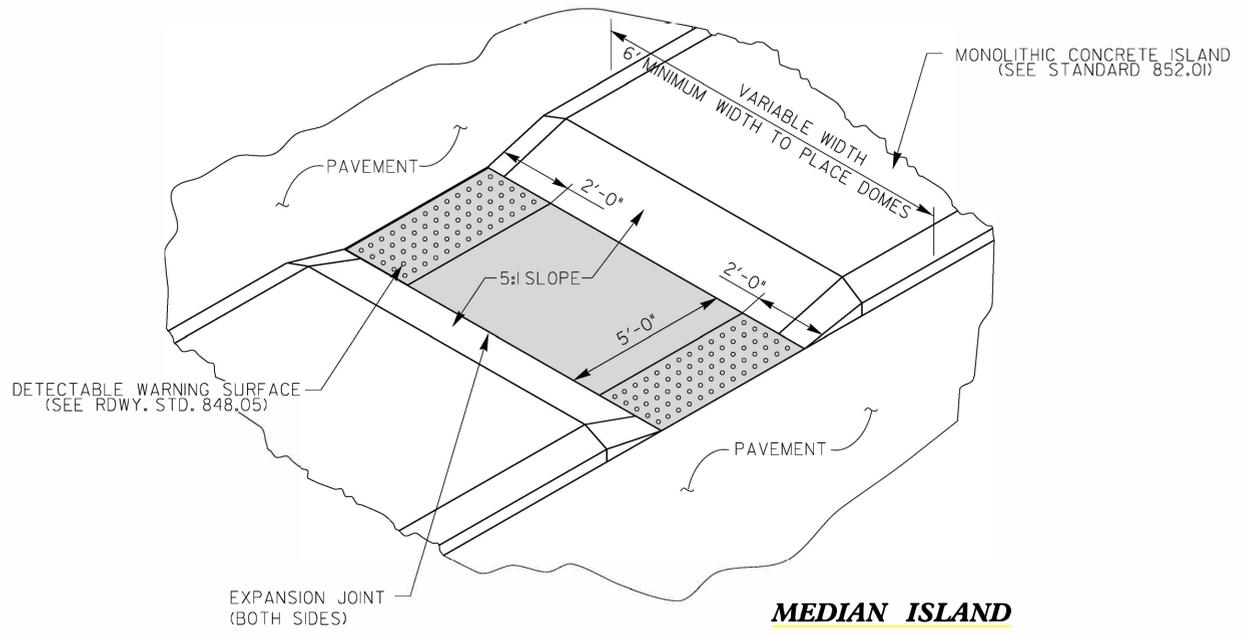 MONOLITHIC CONCRETE ISLAND
(SEE STANDARD 852.01)
VARIABLE WIDTH
6' MINIMUM WIDTH TO PLACE DOMES
PAVEMENT
2'-0"
5:1 SLOPE
2'-0"
5'-0"
DETECTABLE WARNING SURFACE
(SEE RDWY. STD. 848.05)
PAVEMENT
EXPANSION JOINT
(BOTH SIDES)
MEDIAN ISLAND